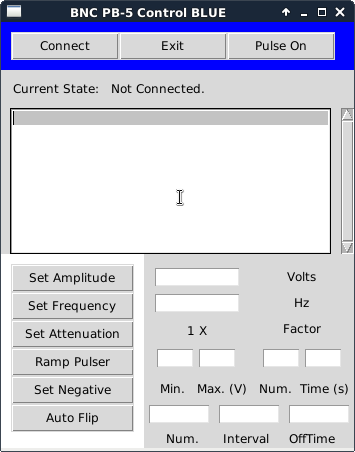 BNC PB-5 Control BLUE
Connect Exit Pulse On
Current State: Not Connected.
Set Amplitude Volts
Set Frequency Hz
Set Attenuation 1 X Factor
Ramp Pulser
Set Negative Min. Max. (V) Num. Time (s)
Auto Flip
Num. Interval OffTime